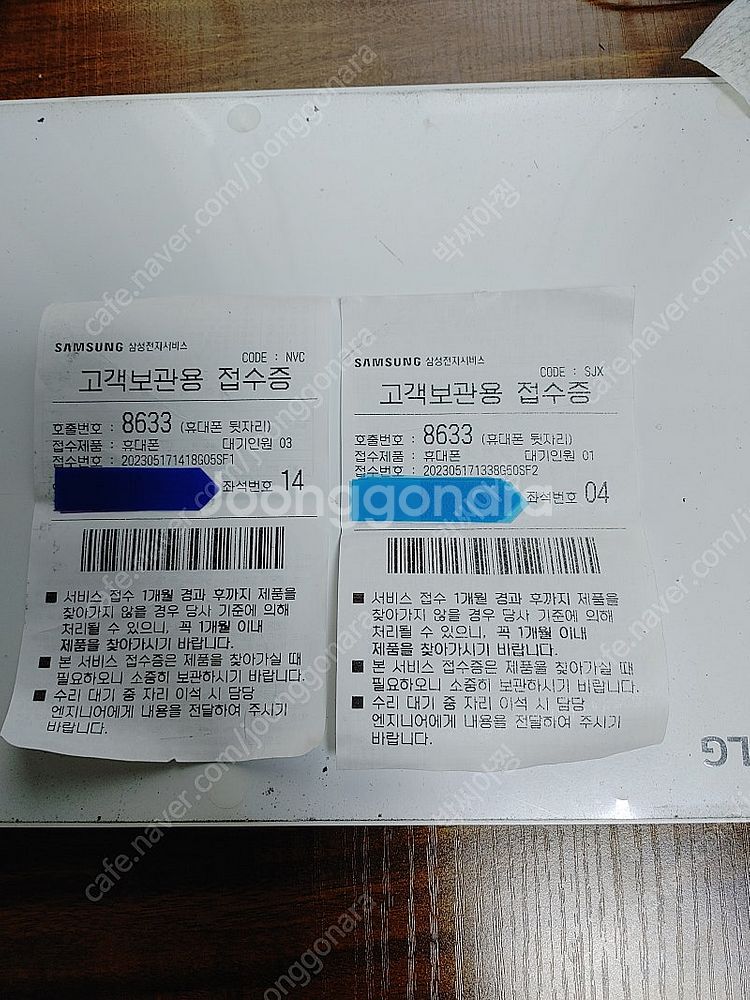 SAMSUNG 삼성전자서비스
CODE : NVC
고객보관용 접수증
호출번호 : 8633 (휴대폰 뒷자리)
접수제품 : 휴대폰 대기인원 03
접수번호 : 202305171418G05SF1
좌석번호 14
■ 서비스 접수 1개월 경과 후까지 제품을
찾아가지 않을 경우 당사 기준에 의해
처리될 수 있으니, 꼭 1개월 이내
제품을 찾아가시기 바랍니다.
■ 본 서비스 접수증은 제품을 찾아가실 때
필요하오니 소중히 보관하시기 바랍니다.
■ 수리 대기 중 자리 이석 시 담당
엔지니어에게 내용을 전달하여 주시기
바랍니다.
SAMSUNG 삼성전자서비스
CODE : SJX
고객보관용 접수증
호출번호 : 8633 (휴대폰 뒷자리)
접수제품 : 휴대폰 대기인원 01
접수번호 : 202305171338G50SF2
좌석번호 04
■ 서비스 접수 1개월 경과 후까지 제품을
찾아가지 않을 경우 당사 기준에 의해
처리될 수 있으니, 꼭 1개월 이내
제품을 찾아가시기 바랍니다.
■ 본 서비스 접수증은 제품을 찾아가실 때
필요하오니 소중히 보관하시기 바랍니다.
■ 수리 대기 중 자리 이석 시 담당
엔지니어에게 내용을 전달하여 주시기
바랍니다.
LG
Joonggonara
cafe.naver.com/joonggonara
박씨아찡